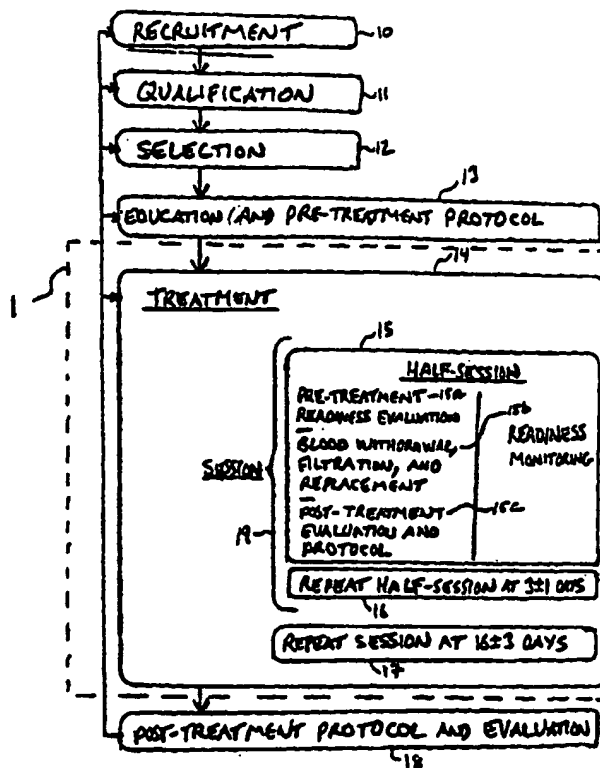 RECRUITMENT 10
QUALIFICATION 11
SELECTION 12
13
EDUCATION (AND PRE-TREATMENT PROTOCOL
14
1
TREATMENT
15
HALF-SESSION
PRE-TREATMENT 15a
READINESS EVALUATION
15b
BLOOD WITHDRAWAL,
FILTRATION, AND
REPLACEMENT
READINESS
MONITORING
SESSION
POST-TREATMENT 15c
EVALUATION AND
PROTOCOL
19
REPEAT HALF-SESSION AT 3±1 DAYS
16
REPEAT SESSION AT 16±3 DAYS
17
POST-TREATMENT PROTOCOL AND EVALUATION
18